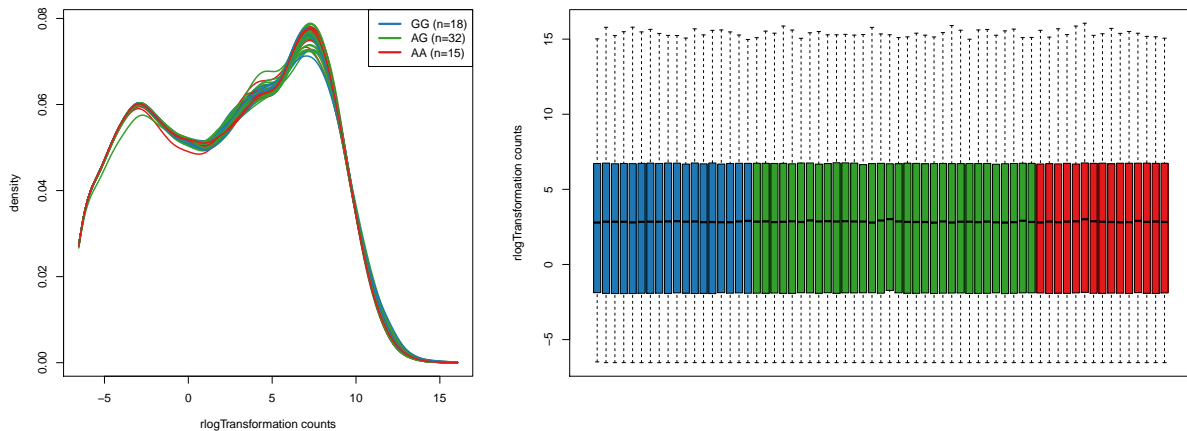 0.08
0.06
0.04
0.02
0.00
density
GG (n=18)
AG (n=32)
AA (n=15)
−5
0
5
10
15
rlogTransformation counts
15
10
5
0
−5
rlogTransformation counts